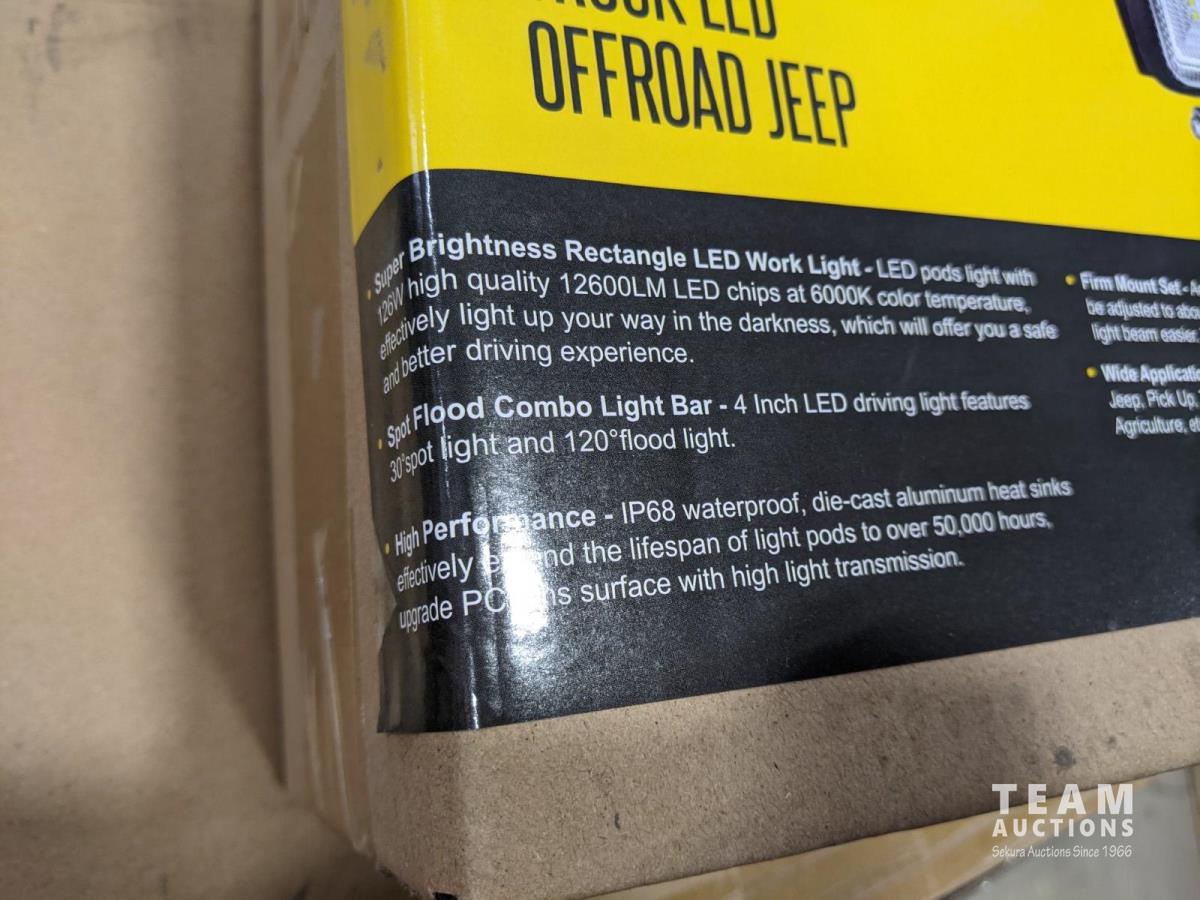 LED
OFFROAD JEEP
• Super Brightness Rectangle LED Work Light - LED pods light with
126W high quality 12600LM LED chips at 6000K color temperature,
effectively light up your way in the darkness, which will offer you a safe
and better driving experience.
• Spot Flood Combo Light Bar - 4 Inch LED driving light features
30°spot light and 120°flood light.
• High Performance - IP68 waterproof, die-cast aluminum heat sinks
effectively the lifespan of light pods to over 50,000 hours,
upgrade PC surface with high light transmission.
• Firm Mount Set -
be adjusted to
light beam easier.
• Wide
Jeep, Pick Up,
Agriculture,
TEAM
AUCTIONS
Sekura Auctions Since 1966